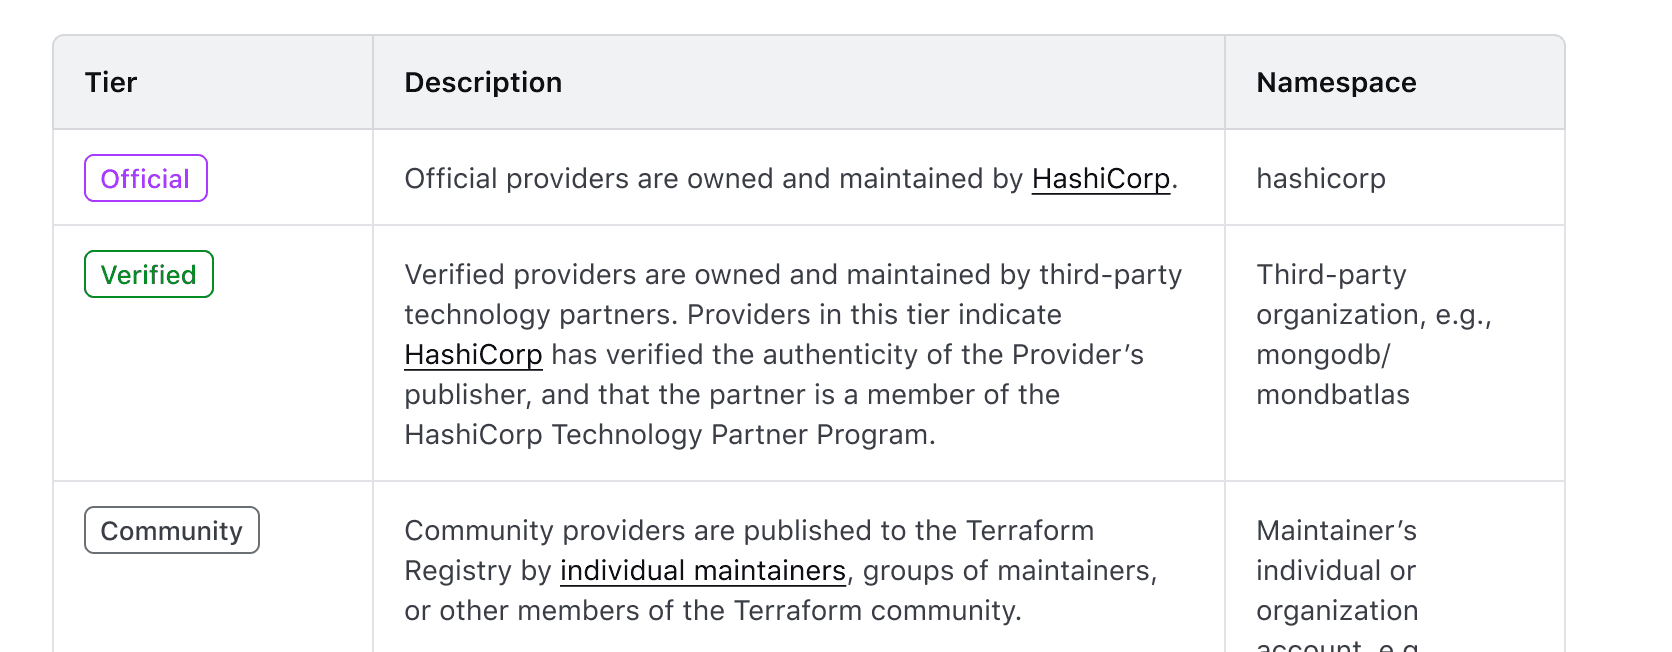 Tier
Description
Namespace
Official
Official providers are owned and maintained by HashiCorp.
hashicorp
Verified
Verified providers are owned and maintained by third-party
technology partners. Providers in this tier indicate
HashiCorp has verified the authenticity of the Provider’s
publisher, and that the partner is a member of the
HashiCorp Technology Partner Program.
Third-party
organization, e.g.,
mongodb/
mondbatlas
Community
Community providers are published to the Terraform
Registry by individual maintainers, groups of maintainers,
or other members of the Terraform community.
Maintainer’s
individual or
organization
account, e.g.